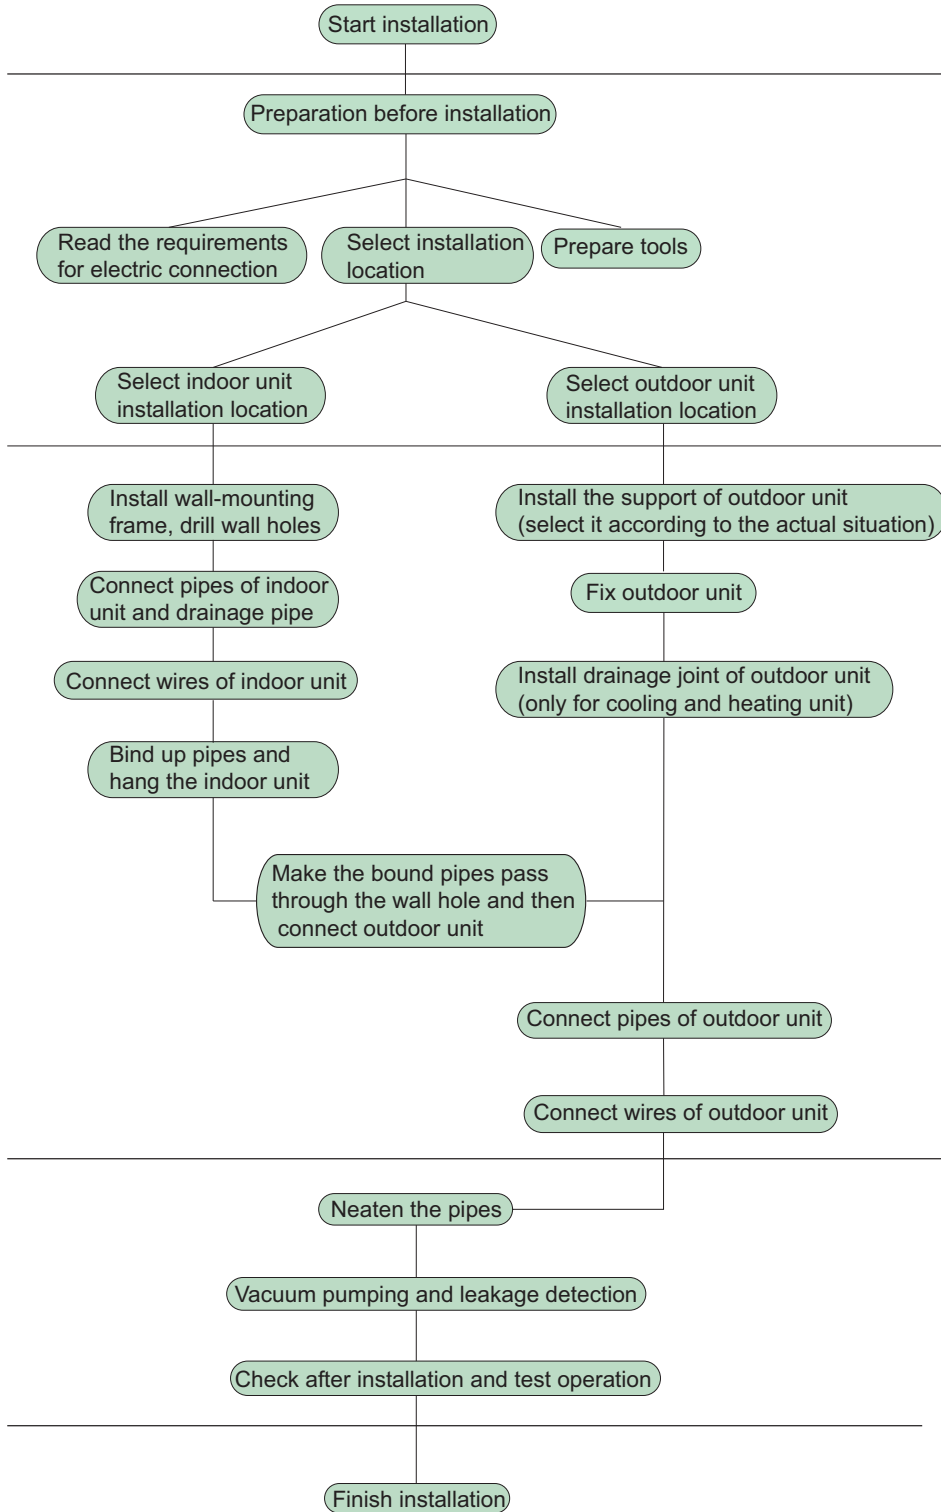 Start installation
Preparation before installation
Read the requirements
for electric connection
Select installation
location
Prepare tools
Select indoor unit
installation location
Select outdoor unit
installation location
Install wall-mounting
frame, drill wall holes
Install the support of outdoor unit
(select it according to the actual situation)
Connect pipes of indoor
unit and drainage pipe
Fix outdoor unit
Connect wires of indoor unit
Install drainage joint of outdoor unit
(only for cooling and heating unit)
Bind up pipes and
hang the indoor unit
Make the bound pipes pass
through the wall hole and then
connect outdoor unit
Connect pipes of outdoor unit
Connect wires of outdoor unit
Neaten the pipes
Vacuum pumping and leakage detection
Check after installation and test operation
Finish installation